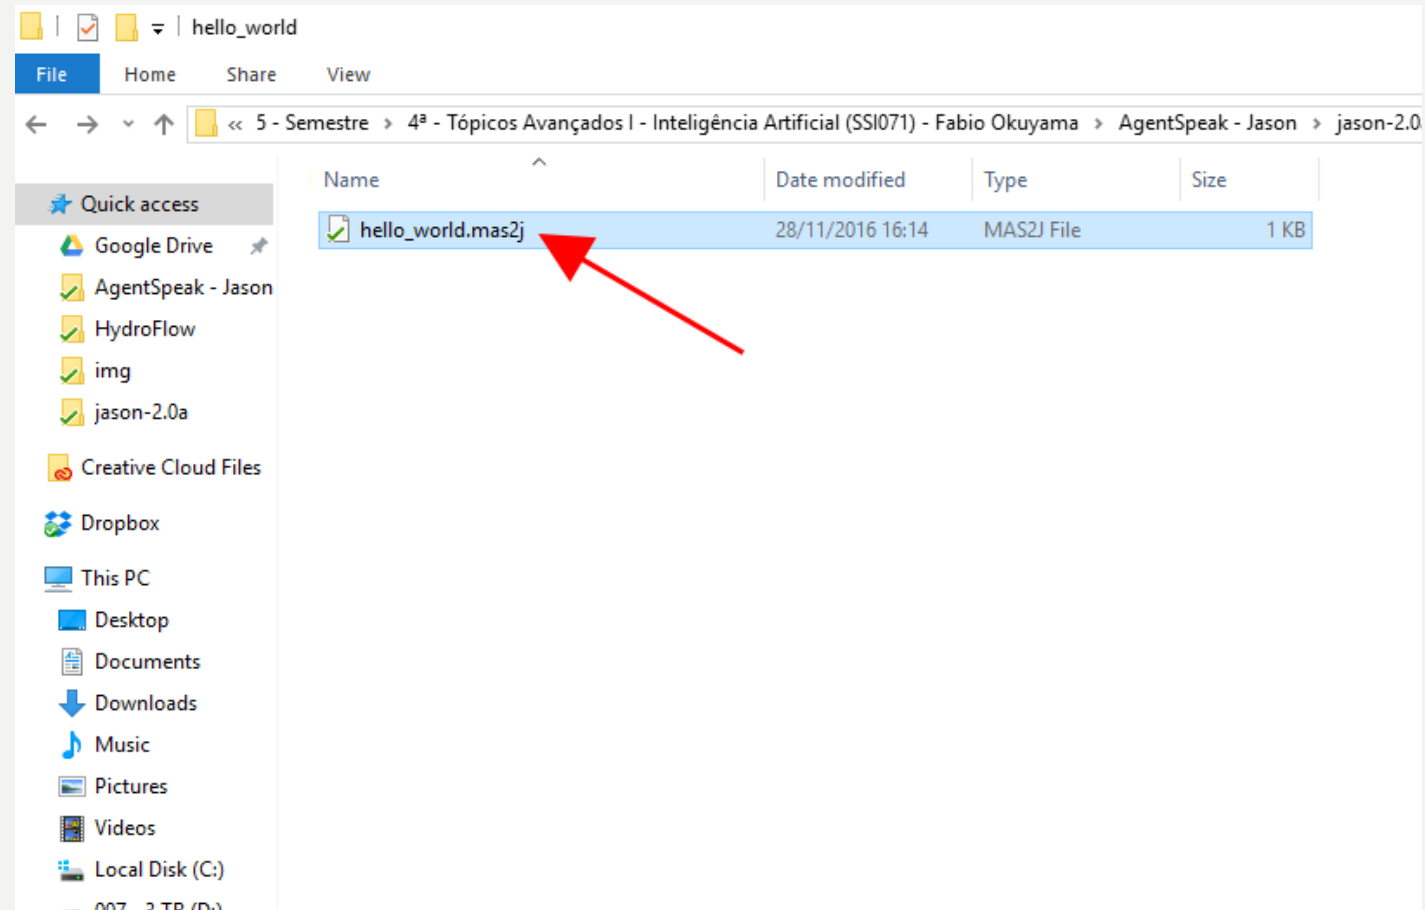 hello_world
File Home Share View
« 5 - Semestre > 4ª - Tópicos Avançados I - Inteligência Artificial (SSI071) - Fabio Okuyama > AgentSpeak - Jason > jason-2.0
Name Date modified Type Size
hello_world.mas2j 28/11/2016 16:14 MAS2J File 1 KB
Quick access
Google Drive
AgentSpeak - Jason
HydroFlow
img
jason-2.0a
Creative Cloud Files
Dropbox
This PC
Desktop
Documents
Downloads
Music
Pictures
Videos
Local Disk (C:)
007 - 3 TB (D:)